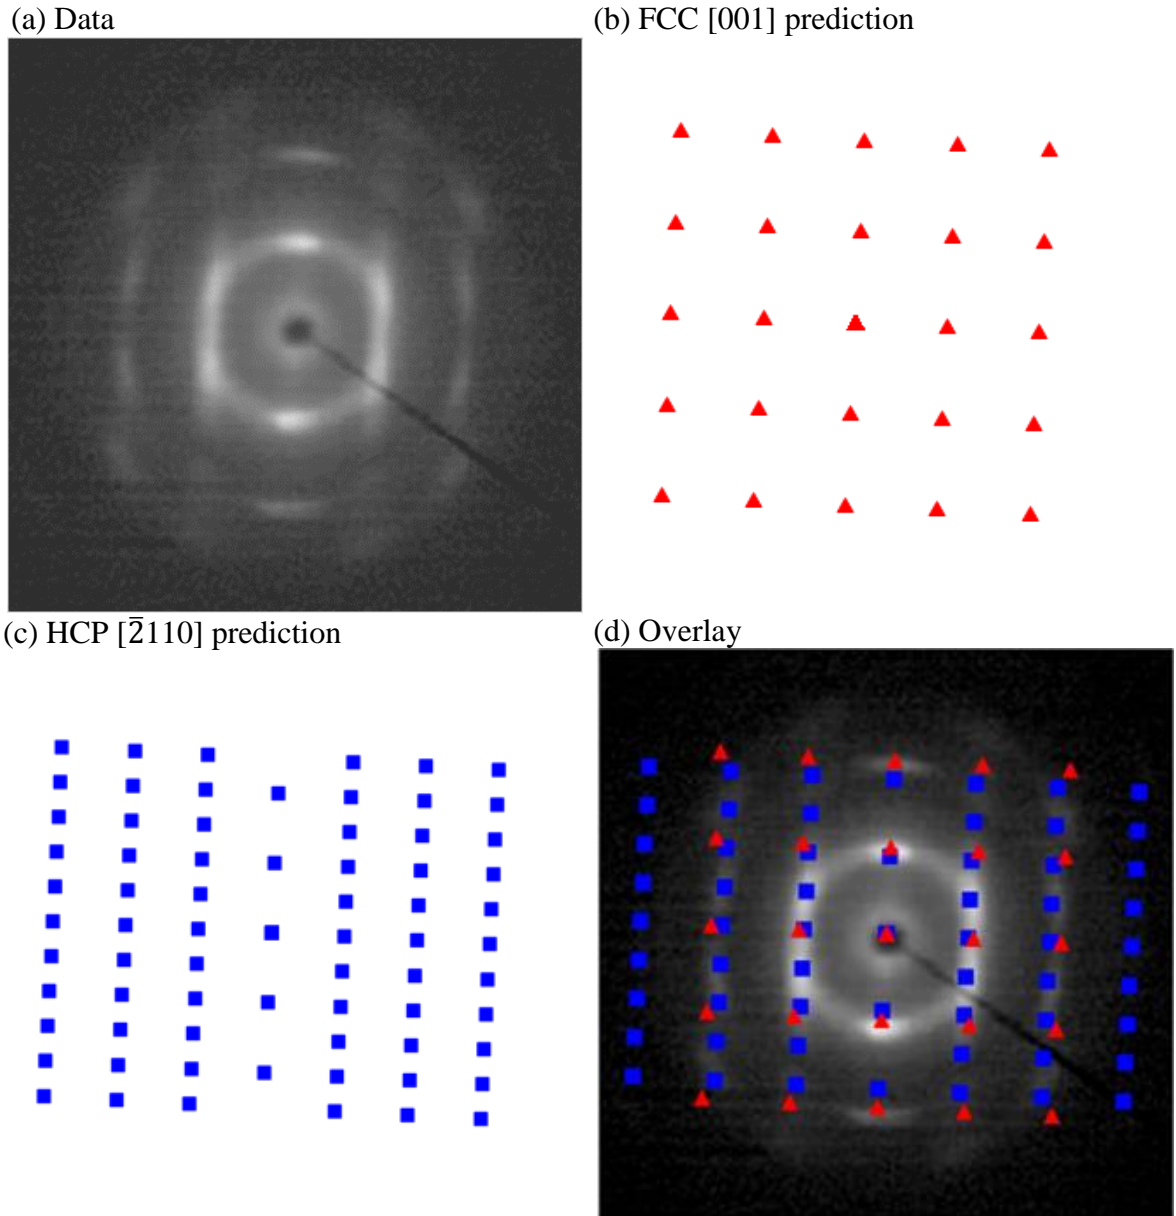 (a) Data
(b) FCC [001] prediction
(c) HCP [2̄110] prediction
(d) Overlay